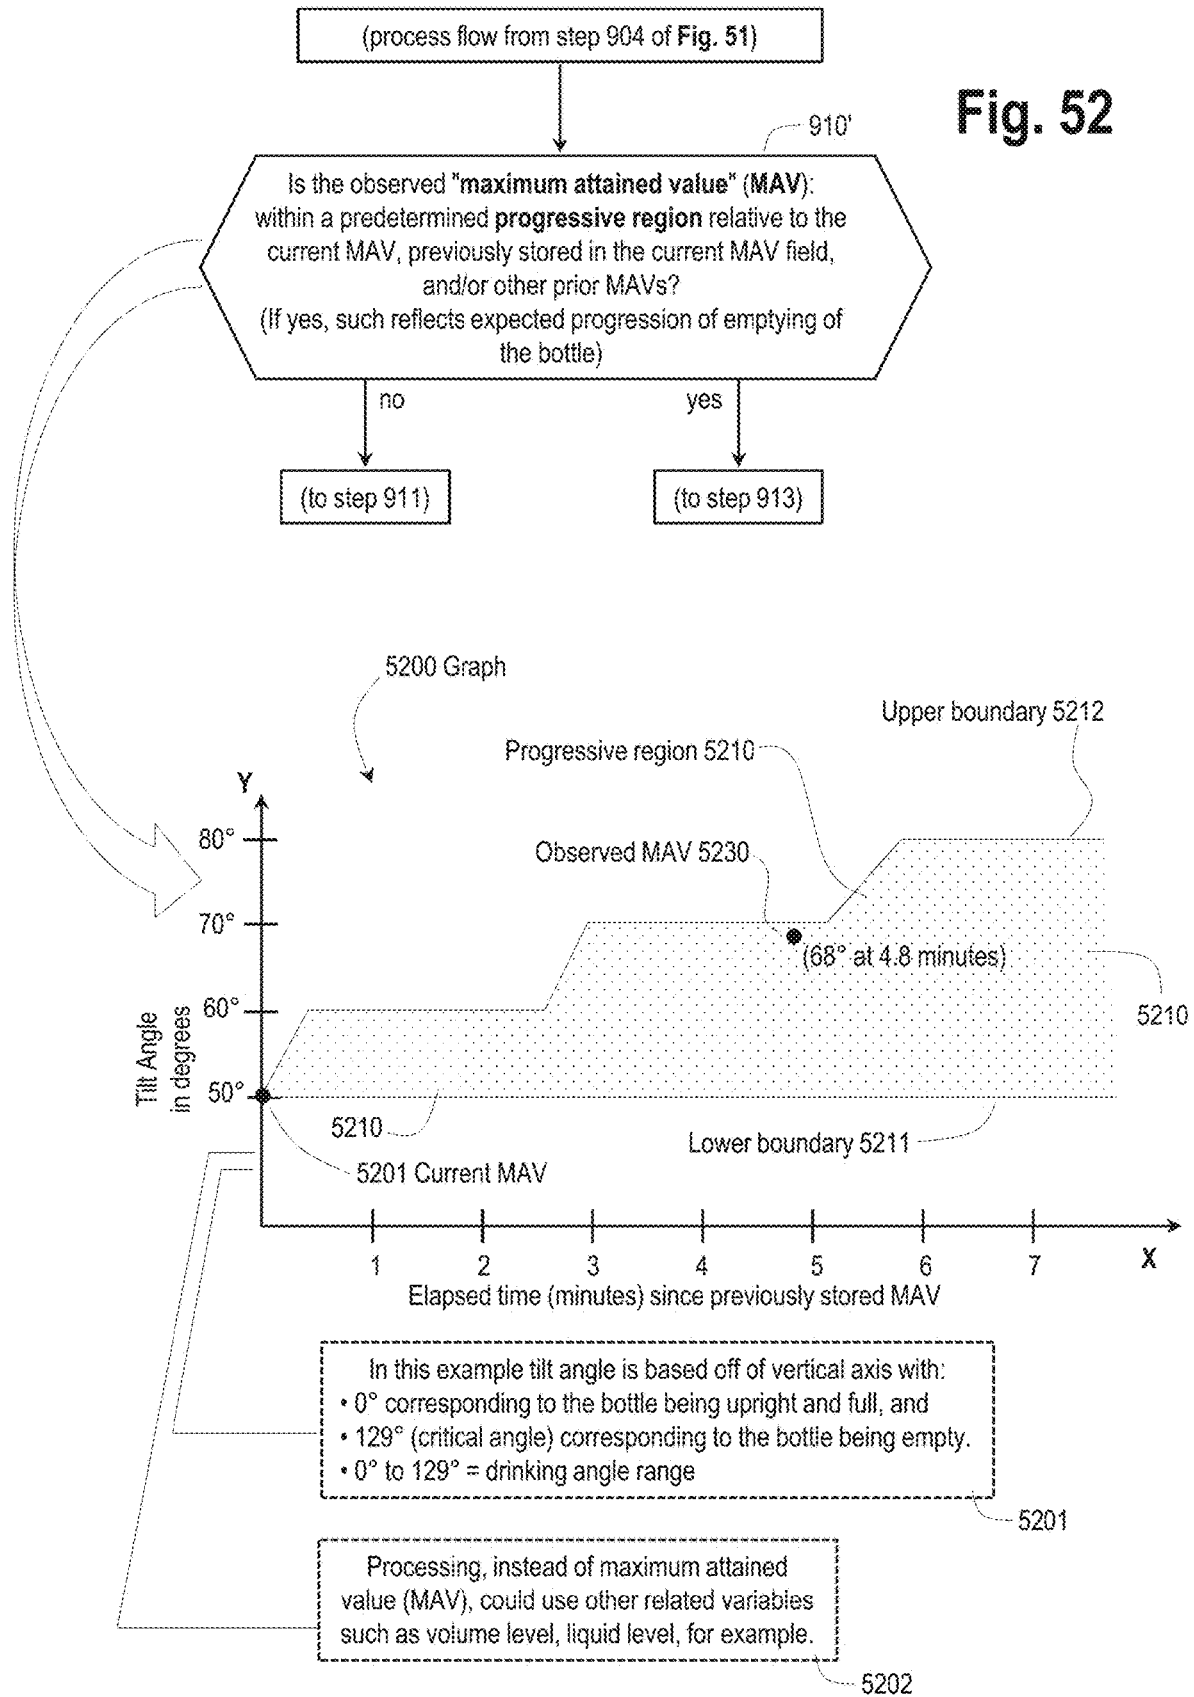 (process flow from step 904 of Fig. 51)
Fig. 52
910'
Is the observed "maximum attained value" (MAV):
within a predetermined progressive region relative to the
current MAV, previously stored in the current MAV field,
and/or other prior MAVs?
(If yes, such reflects expected progression of emptying of
the bottle)
no
yes
(to step 911)
(to step 913)
5200 Graph
Upper boundary 5212
Progressive region 5210
Y
80°
Observed MAV 5230
70°
(68° at 4.8 minutes)
60°
5210
Tilt Angle
in degrees
50°
5210
Lower boundary 5211
5201 Current MAV
1
2
3
4
5
6
7
X
Elapsed time (minutes) since previously stored MAV
In this example tilt angle is based off of vertical axis with:
• 0° corresponding to the bottle being upright and full, and
• 129° (critical angle) corresponding to the bottle being empty.
• 0° to 129° = drinking angle range
5201
Processing, instead of maximum attained
value (MAV), could use other related variables
such as volume level, liquid level, for example.
5202